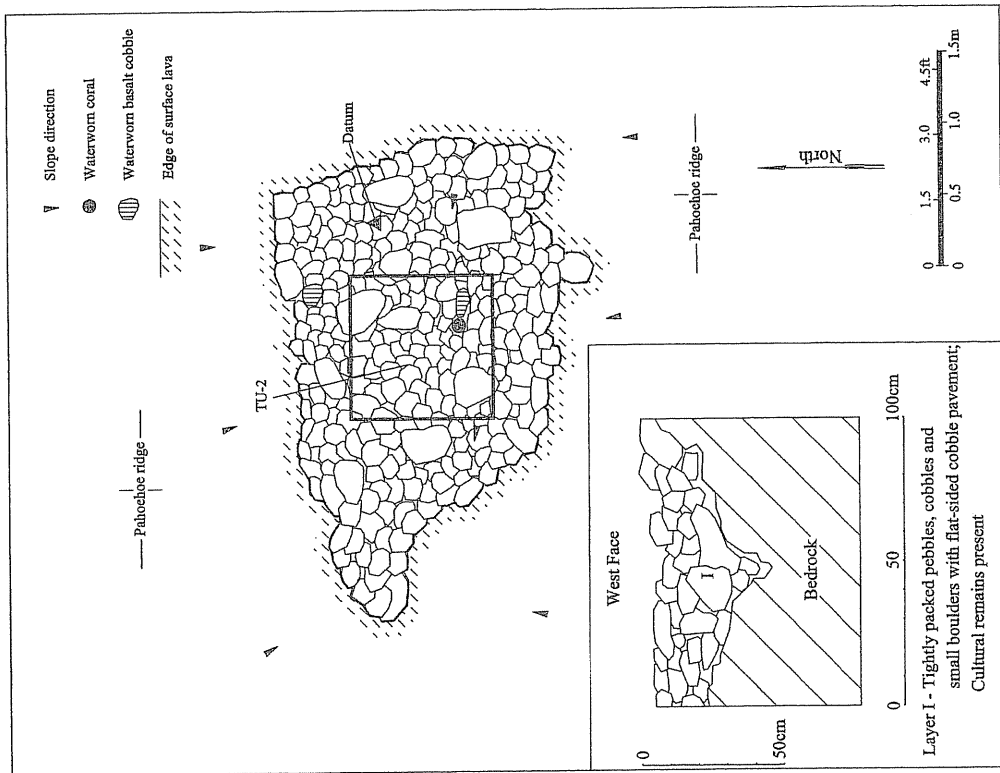 Slope direction
Waterworn coral
Waterworn basalt cobble
Edge of surface lava
Pahoehoe ridge
TU-2
Datum
Pahoehoe ridge
North
0 1.5 3.0 4.5ft
0 0.5 1.0 1.5m
West Face
0
50cm
I
Bedrock
0 50 100cm
Layer I - Tightly packed pebbles, cobbles and
small boulders with flat-sided cobble pavement;
Cultural remains present